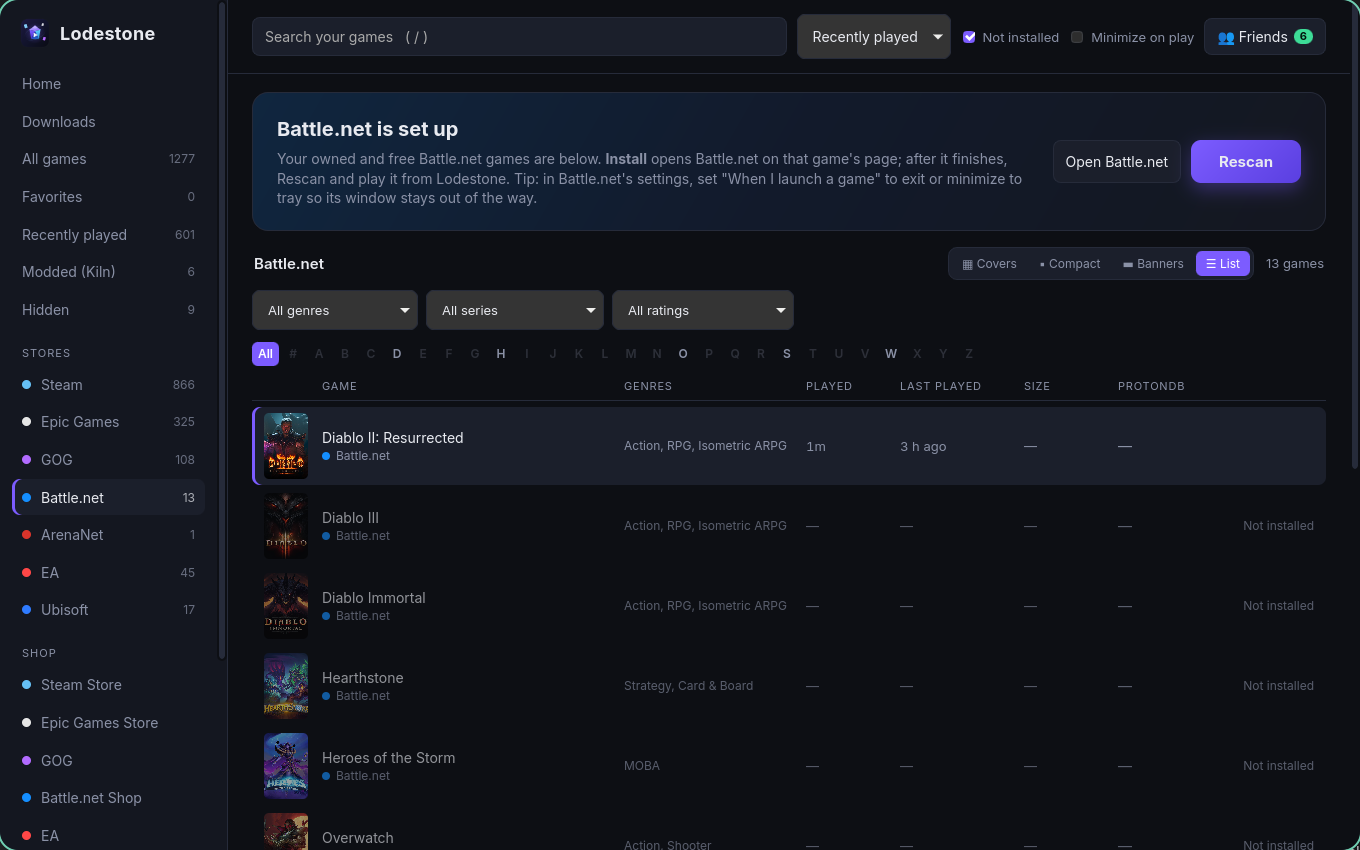 Lodestone
Search your games ( / )
Recently played
Not installed
Minimize on play
Friends 6
Home
Downloads
All games 1277
Favorites 0
Recently played 601
Modded (Kiln) 6
Hidden 9
STORES
Steam 866
Epic Games 325
GOG 108
Battle.net 13
ArenaNet 1
EA 45
Ubisoft 17
SHOP
Steam Store
Epic Games Store
GOG
Battle.net Shop
EA
Battle.net is set up
Your owned and free Battle.net games are below. Install opens Battle.net on that game's page; after it finishes,
Rescan and play it from Lodestone. Tip: in Battle.net's settings, set "When I launch a game" to exit or minimize to
tray so its window stays out of the way.
Open Battle.net
Rescan
Battle.net
Covers Compact Banners List 13 games
All genres All series All ratings
All # A B C D E F G H I J K L M N O P Q R S T U V W X Y Z
GAME GENRES PLAYED LAST PLAYED SIZE PROTONDB
Diablo II: Resurrected
Battle.net
Action, RPG, Isometric ARPG 1m 3 h ago — —
Diablo III
Battle.net
Action, RPG, Isometric ARPG — — — — Not installed
DIABLO
Diablo Immortal
Battle.net
Action, RPG, Isometric ARPG — — — — Not installed
DIABLO
IMMORTAL
Hearthstone
Battle.net
Strategy, Card & Board — — — — Not installed
HEARTHSTONE
Heroes of the Storm
Battle.net
MOBA — — — — Not installed
HEROES
Overwatch
Action, Shooter — — — — Not installed